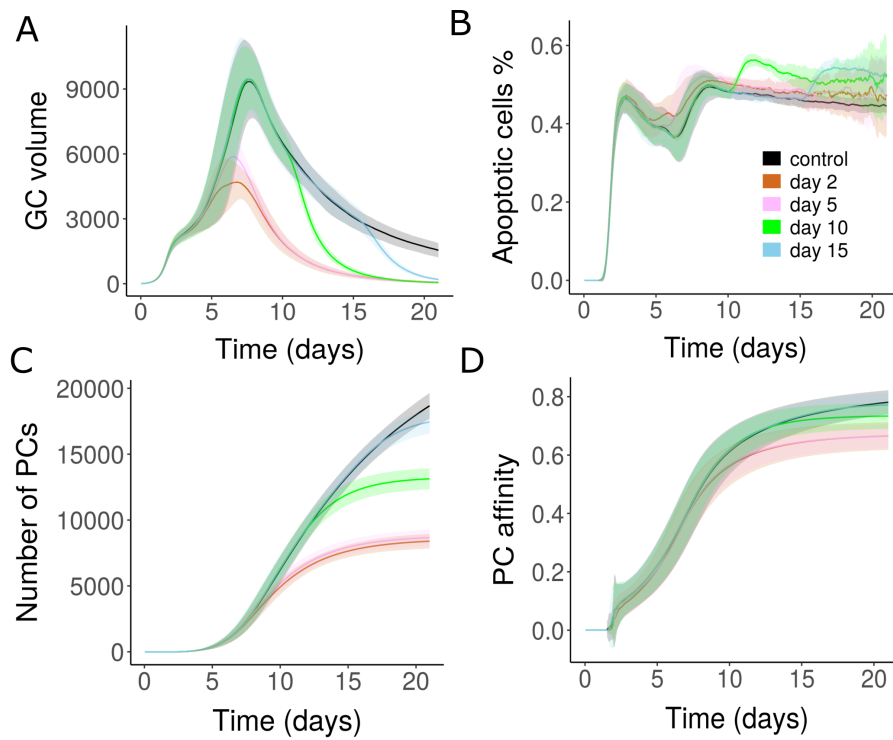 A
GC volume
9000
6000
3000
0
0 5 10 15 20
Time (days)
B
Apoptotic cells %
0.6
0.4
0.2
0.0
control
day 2
day 5
day 10
day 15
0 5 10 15 20
Time (days)
C
Number of PCs
20000
15000
10000
5000
0
0 5 10 15 20
Time (days)
D
PC affinity
0.8
0.6
0.4
0.2
0.0
0 5 10 15 20
Time (days)